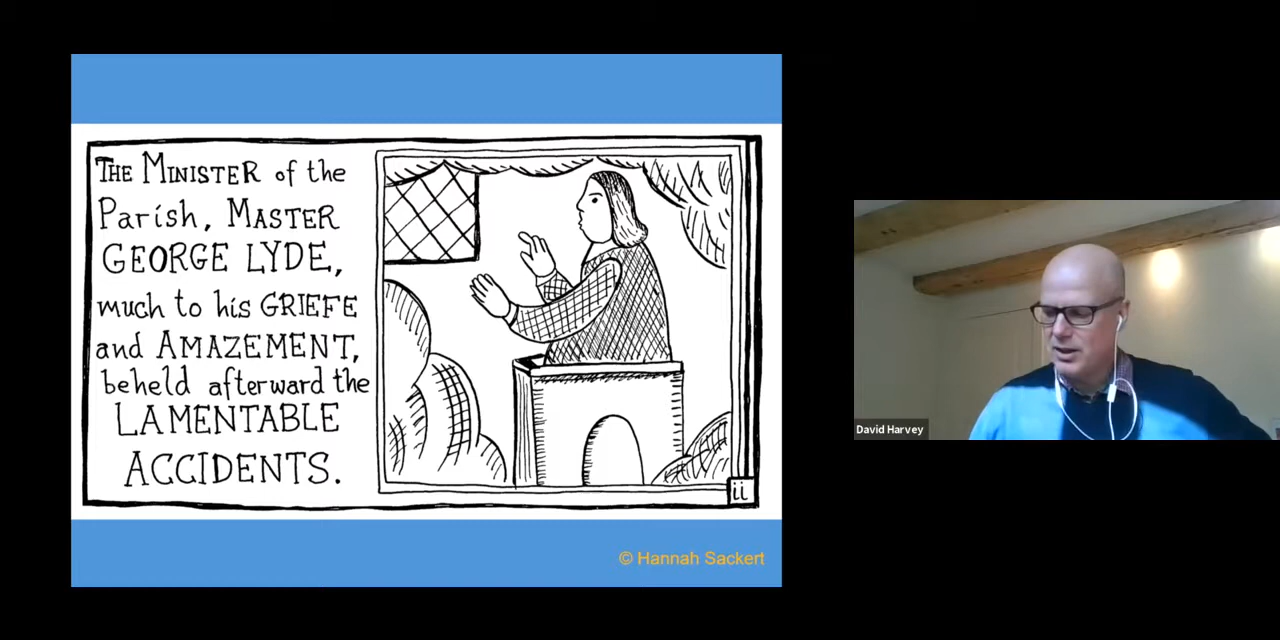 THE MINISTER of the
Parish, MASTER
GEORGE LYDE,
much to his GRIEFE
and AMAZEMENT,
beheld afterward the
LAMENTABLE
ACCIDENTS.
ii
© Hannah Sackert
David Harvey